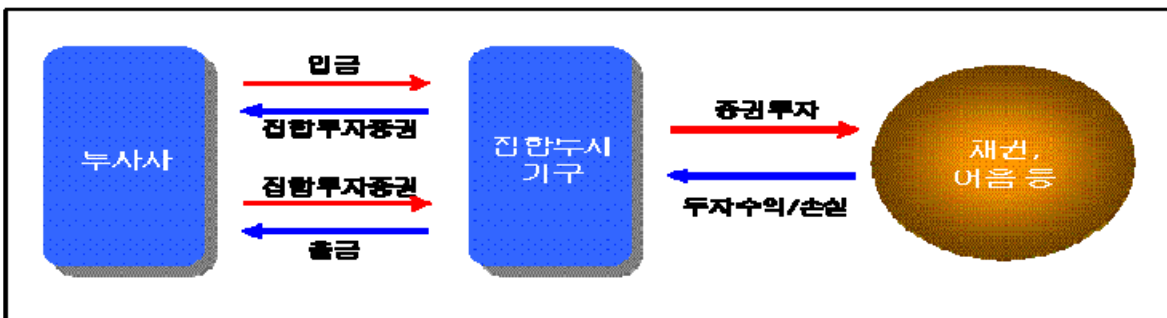 입금
집합투자증권
투자자
집합투자증권
출금
집합투자
기구
증권투자
투자수익/손실
채권,
어음 등